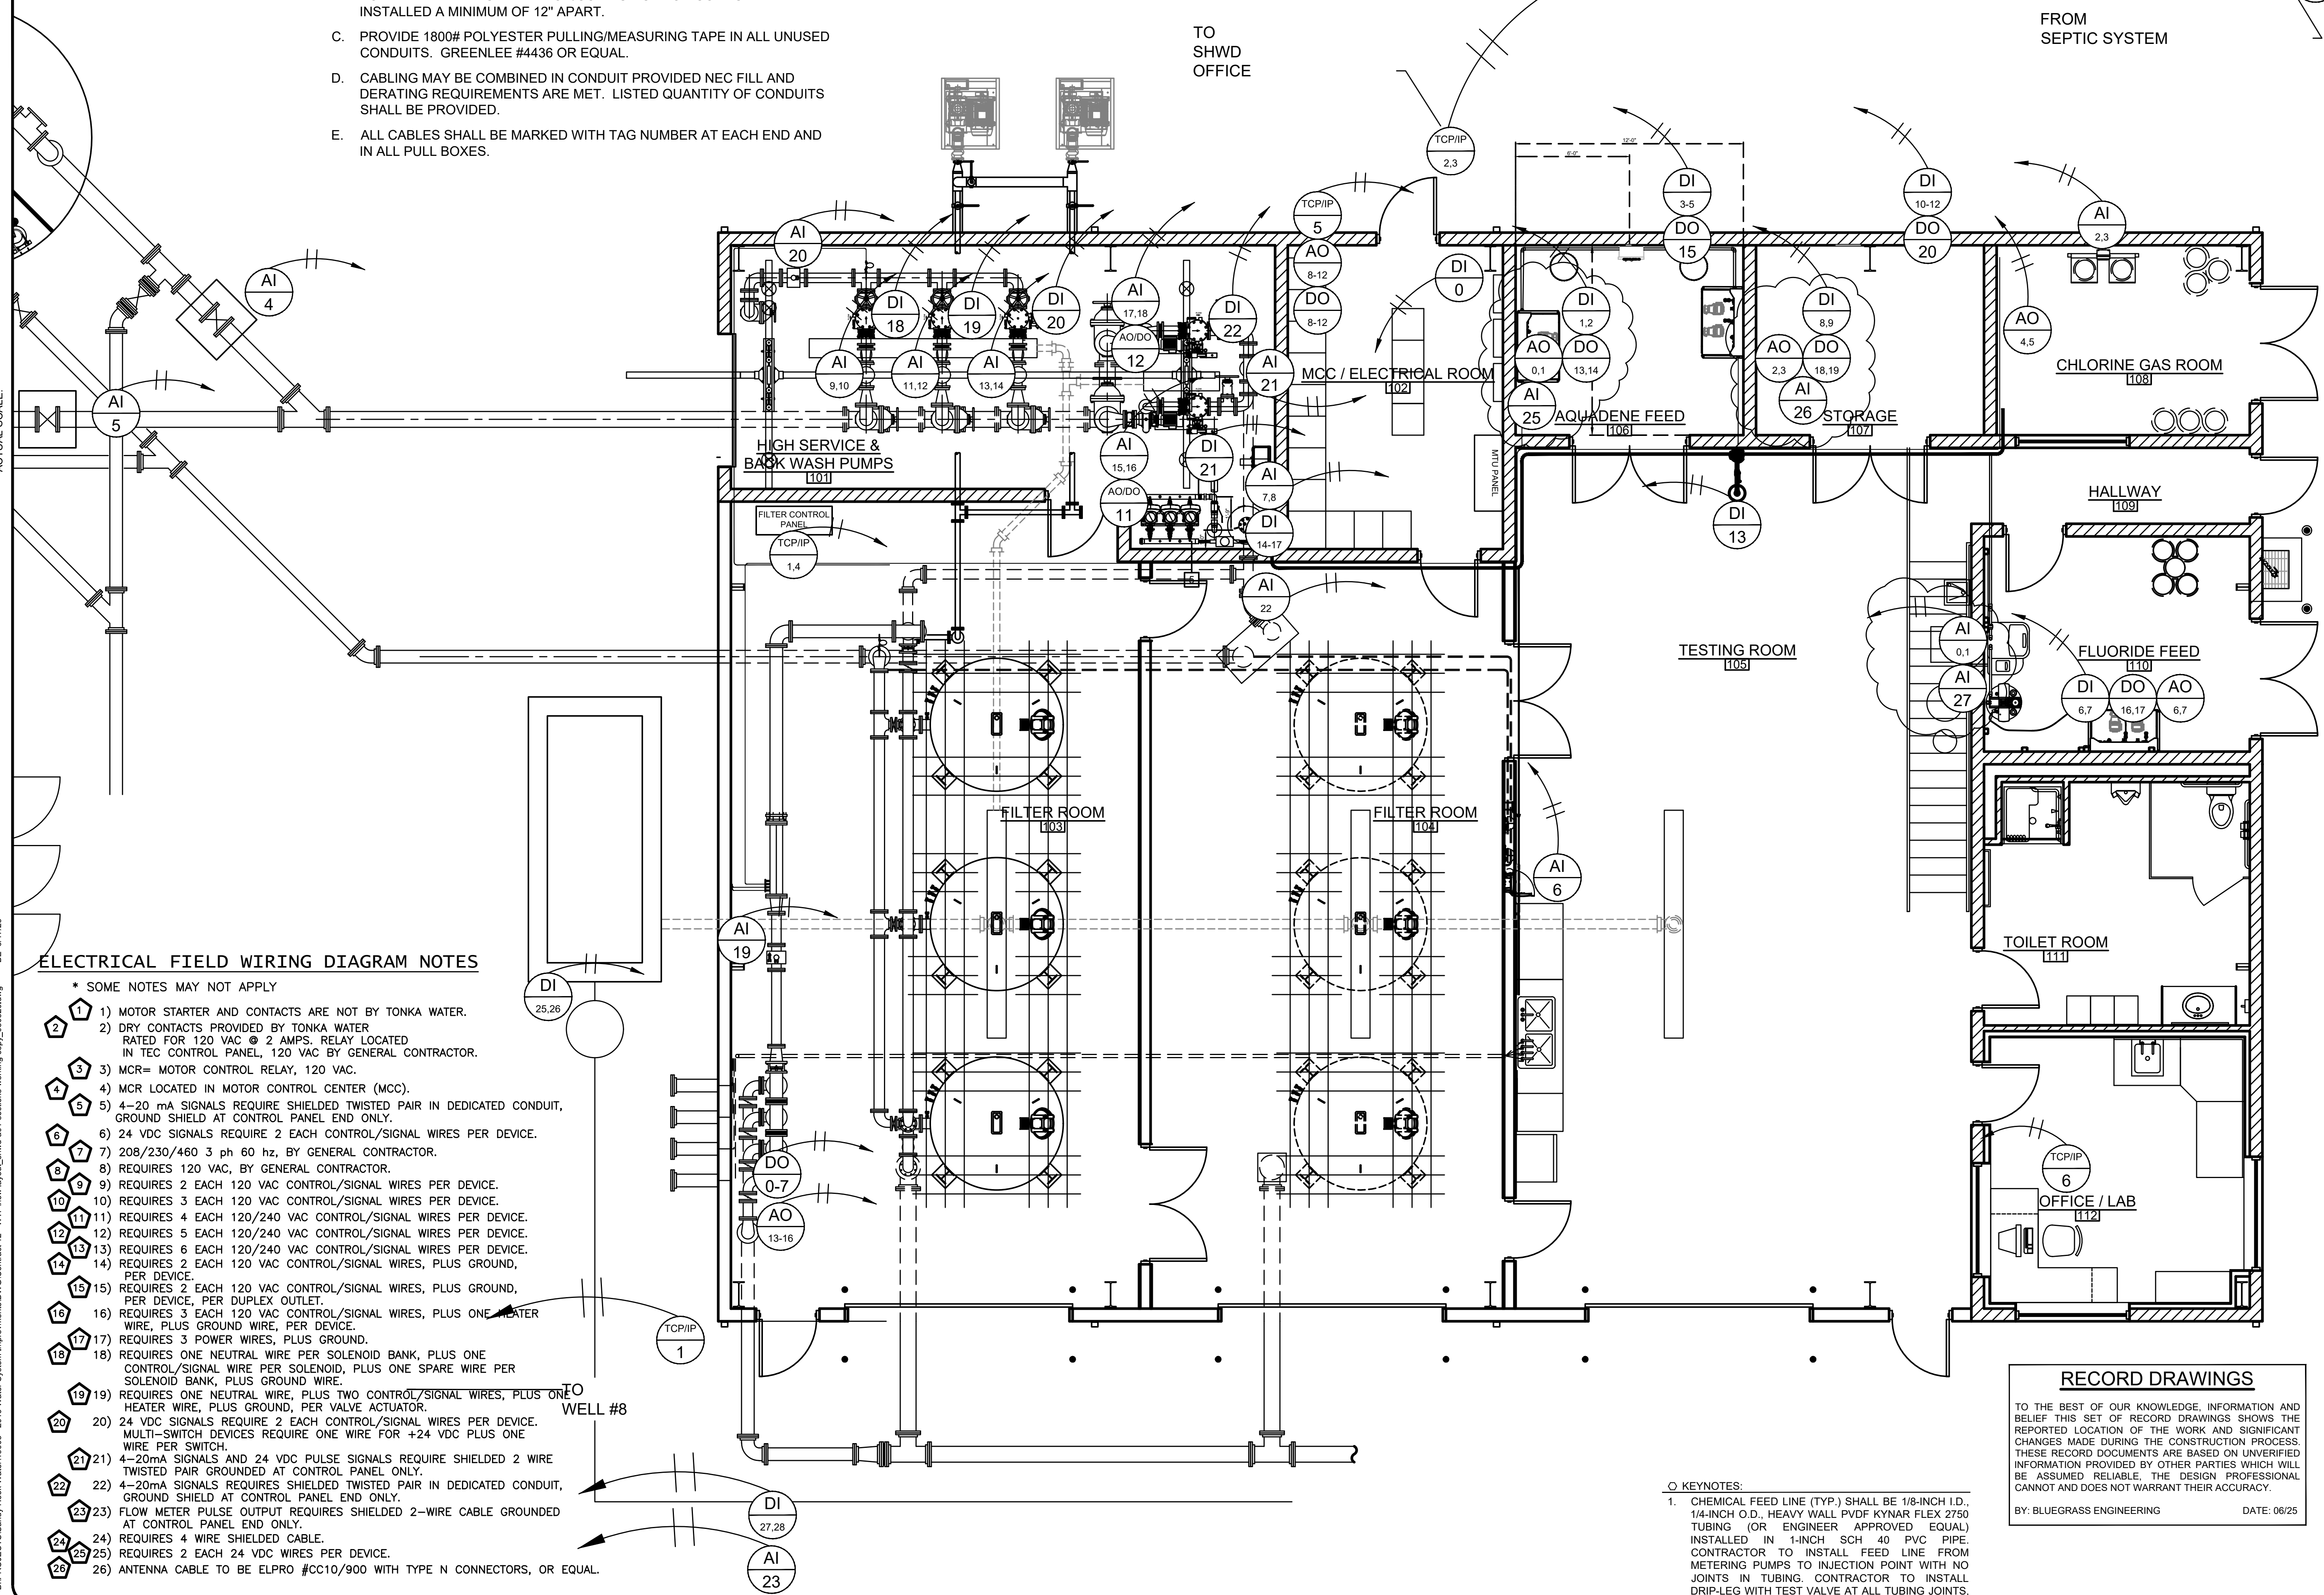 INSTALLED A MINIMUM OF 12" APART.
C. PROVIDE 1800# POLYESTER PULLING/MEASURING TAPE IN ALL UNUSED
CONDUITS. GREENLEE #4436 OR EQUAL.
D. CABLING MAY BE COMBINED IN CONDUIT PROVIDED NEC FILL AND
DERATING REQUIREMENTS ARE MET. LISTED QUANTITY OF CONDUITS
SHALL BE PROVIDED.
E. ALL CABLES SHALL BE MARKED WITH TAG NUMBER AT EACH END AND
IN ALL PULL BOXES.
TO
SHWD
OFFICE
FROM
SEPTIC SYSTEM
TCP/IP
2,3
12'-0"
6'-0"
DI
3-5
DO
15
DI
10-12
DO
20
AI
2,3
TCP/IP
5
AO
8-12
DO
8-12
DI
0
AI
20
AI
4
AI
5
DI
18
DI
19
DI
20
AI
17,18
AO/DO
12
DI
22
AI
9,10
AI
11,12
AI
13,14
AI
21
MCC / ELECTRICAL ROOM
102
DI
1,2
AO
0,1
DO
13,14
AI
25
AQUADENE FEED
106
DI
8,9
AO
2,3
DO
18,19
AI
26
STORAGE
107
AO
4,5
CHLORINE GAS ROOM
108
HIGH SERVICE &
BACK WASH PUMPS
101
AI
15,16
AO/DO
11
DI
21
AI
7,8
DI
14-17
MTU PANEL
FILTER CONTROL
PANEL
TCP/IP
1,4
DI
13
HALLWAY
109
AI
22
TESTING ROOM
105
AI
0,1
AI
27
FLUORIDE FEED
110
DI
6,7
DO
16,17
AO
6,7
FILTER ROOM
103
FILTER ROOM
104
AI
6
AI
19
DI
25,26
TOILET ROOM
111
TCP/IP
6
OFFICE / LAB
112
DO
0-7
AO
13-16
TCP/IP
1
TO
WELL #8
DI
27,28
AI
23
ELECTRICAL FIELD WIRING DIAGRAM NOTES
* SOME NOTES MAY NOT APPLY
1 1) MOTOR STARTER AND CONTACTS ARE NOT BY TONKA WATER.
2 2) DRY CONTACTS PROVIDED BY TONKA WATER
RATED FOR 120 VAC @ 2 AMPS. RELAY LOCATED
IN TEC CONTROL PANEL, 120 VAC BY GENERAL CONTRACTOR.
3 3) MCR= MOTOR CONTROL RELAY, 120 VAC.
4 4) MCR LOCATED IN MOTOR CONTROL CENTER (MCC).
5 5) 4-20 mA SIGNALS REQUIRE SHIELDED TWISTED PAIR IN DEDICATED CONDUIT,
GROUND SHIELD AT CONTROL PANEL END ONLY.
6 6) 24 VDC SIGNALS REQUIRE 2 EACH CONTROL/SIGNAL WIRES PER DEVICE.
7 7) 208/230/460 3 ph 60 hz, BY GENERAL CONTRACTOR.
8 8) REQUIRES 120 VAC, BY GENERAL CONTRACTOR.
9 9) REQUIRES 2 EACH 120 VAC CONTROL/SIGNAL WIRES PER DEVICE.
10 10) REQUIRES 3 EACH 120 VAC CONTROL/SIGNAL WIRES PER DEVICE.
11 11) REQUIRES 4 EACH 120/240 VAC CONTROL/SIGNAL WIRES PER DEVICE.
12 12) REQUIRES 5 EACH 120/240 VAC CONTROL/SIGNAL WIRES PER DEVICE.
13 13) REQUIRES 6 EACH 120/240 VAC CONTROL/SIGNAL WIRES PER DEVICE.
14 14) REQUIRES 2 EACH 120 VAC CONTROL/SIGNAL WIRES, PLUS GROUND,
PER DEVICE.
15 15) REQUIRES 2 EACH 120 VAC CONTROL/SIGNAL WIRES, PLUS GROUND,
PER DEVICE, PER DUPLEX OUTLET.
16 16) REQUIRES 3 EACH 120 VAC CONTROL/SIGNAL WIRES, PLUS ONE HEATER
WIRE, PLUS GROUND WIRE, PER DEVICE.
17 17) REQUIRES 3 POWER WIRES, PLUS GROUND.
18 18) REQUIRES ONE NEUTRAL WIRE PER SOLENOID BANK, PLUS ONE
CONTROL/SIGNAL WIRE PER SOLENOID, PLUS ONE SPARE WIRE PER
SOLENOID BANK, PLUS GROUND WIRE.
19 19) REQUIRES ONE NEUTRAL WIRE, PLUS TWO CONTROL/SIGNAL WIRES, PLUS ONE
HEATER WIRE, PLUS GROUND, PER VALVE ACTUATOR.
20 20) 24 VDC SIGNALS REQUIRE 2 EACH CONTROL/SIGNAL WIRES PER DEVICE.
MULTI-SWITCH DEVICES REQUIRE ONE WIRE FOR +24 VDC PLUS ONE
WIRE PER SWITCH.
21 21) 4-20mA SIGNALS AND 24 VDC PULSE SIGNALS REQUIRE SHIELDED 2 WIRE
TWISTED PAIR GROUNDED AT CONTROL PANEL ONLY.
22 22) 4-20mA SIGNALS REQUIRES SHIELDED TWISTED PAIR IN DEDICATED CONDUIT,
GROUND SHIELD AT CONTROL PANEL END ONLY.
23 23) FLOW METER PULSE OUTPUT REQUIRES SHIELDED 2-WIRE CABLE GROUNDED
AT CONTROL PANEL END ONLY.
24 24) REQUIRES 4 WIRE SHIELDED CABLE.
25 25) REQUIRES 2 EACH 24 VDC WIRES PER DEVICE.
26 26) ANTENNA CABLE TO BE ELPRO #CC10/900 WITH TYPE N CONNECTORS, OR EQUAL.
KEYNOTES:
1. CHEMICAL FEED LINE (TYP.) SHALL BE 1/8-INCH I.D.,
1/4-INCH O.D., HEAVY WALL PVDF KYNAR FLEX 2750
TUBING (OR ENGINEER APPROVED EQUAL)
INSTALLED IN 1-INCH SCH 40 PVC PIPE.
CONTRACTOR TO INSTALL FEED LINE FROM
METERING PUMPS TO INJECTION POINT WITH NO
JOINTS IN TUBING. CONTRACTOR TO INSTALL
DRIP-LEG WITH TEST VALVE AT ALL TUBING JOINTS.
RECORD DRAWINGS
TO THE BEST OF OUR KNOWLEDGE, INFORMATION AND
BELIEF THIS SET OF RECORD DRAWINGS SHOWS THE
REPORTED LOCATION OF THE WORK AND SIGNIFICANT
CHANGES MADE DURING THE CONSTRUCTION PROCESS.
THESE RECORD DOCUMENTS ARE BASED ON UNVERIFIED
INFORMATION PROVIDED BY OTHER PARTIES WHICH WILL
BE ASSUMED RELIABLE, THE DESIGN PROFESSIONAL
CANNOT AND DOES NOT WARRANT THEIR ACCURACY.
BY: BLUEGRASS ENGINEERING DATE: 06/25